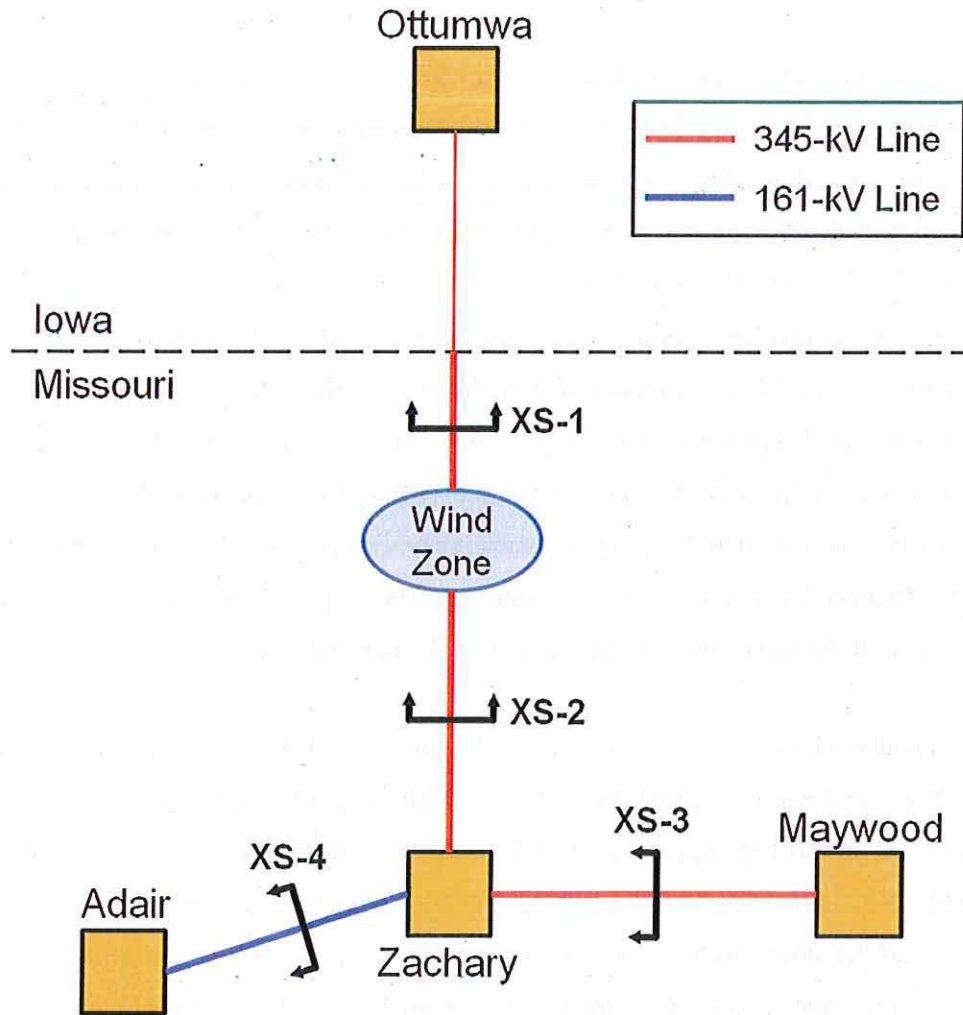 Ottumwa
345-kV Line
161-kV Line
Iowa
Missouri
XS-1
Wind
Zone
XS-2
XS-3
Maywood
XS-4
Adair
Zachary